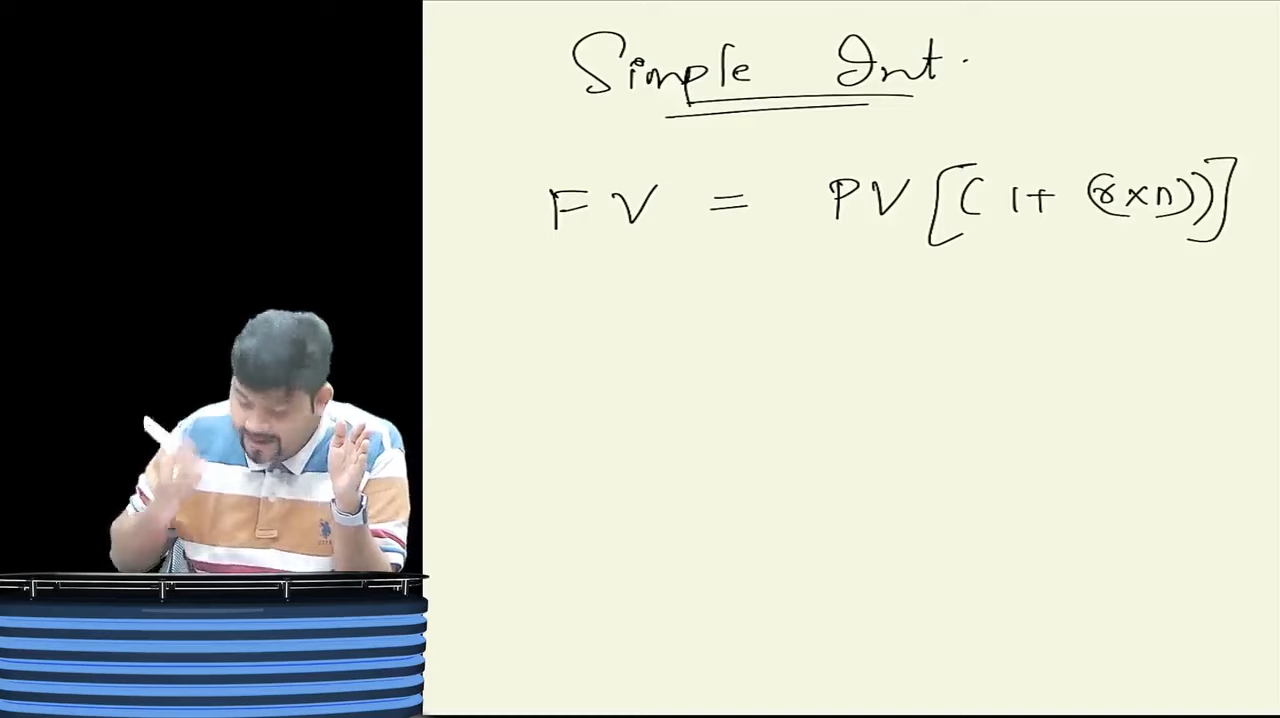 Simple Int.
FV = PV[(1+(r×n))]